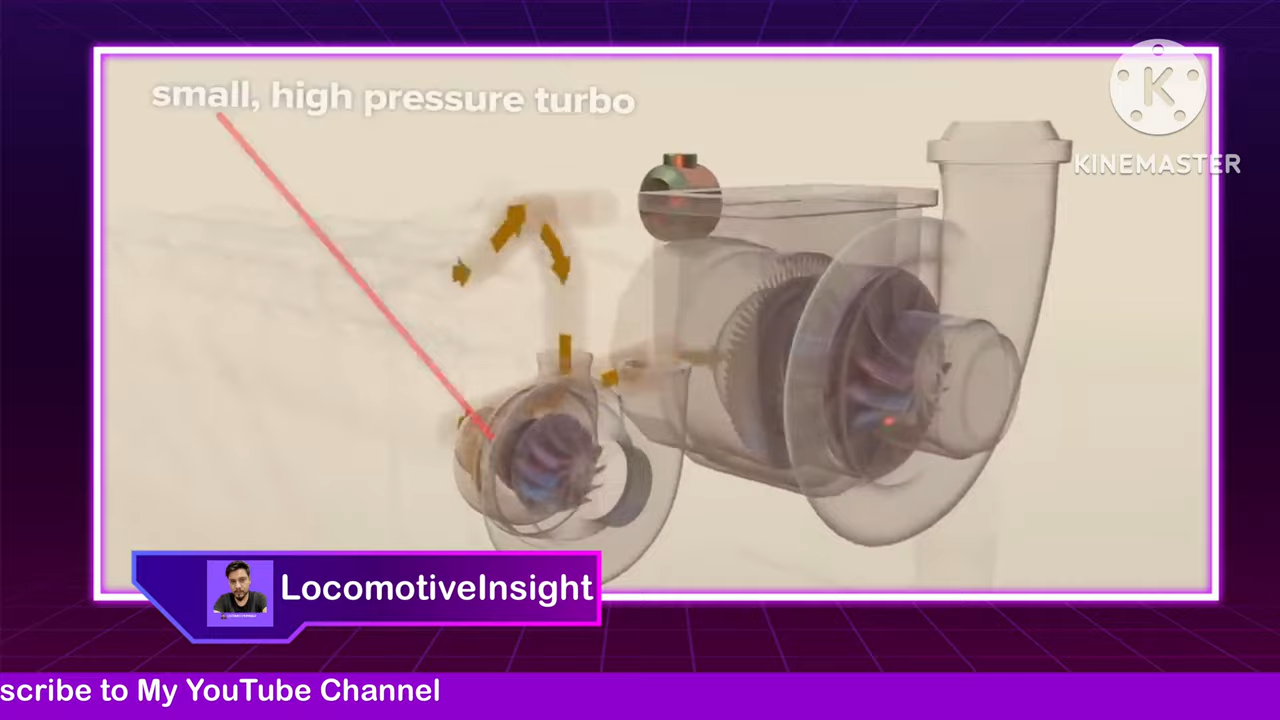 small, high pressure turbo
K
KINEMASTER
LocomotiveInsight
scribe to My YouTube Channel